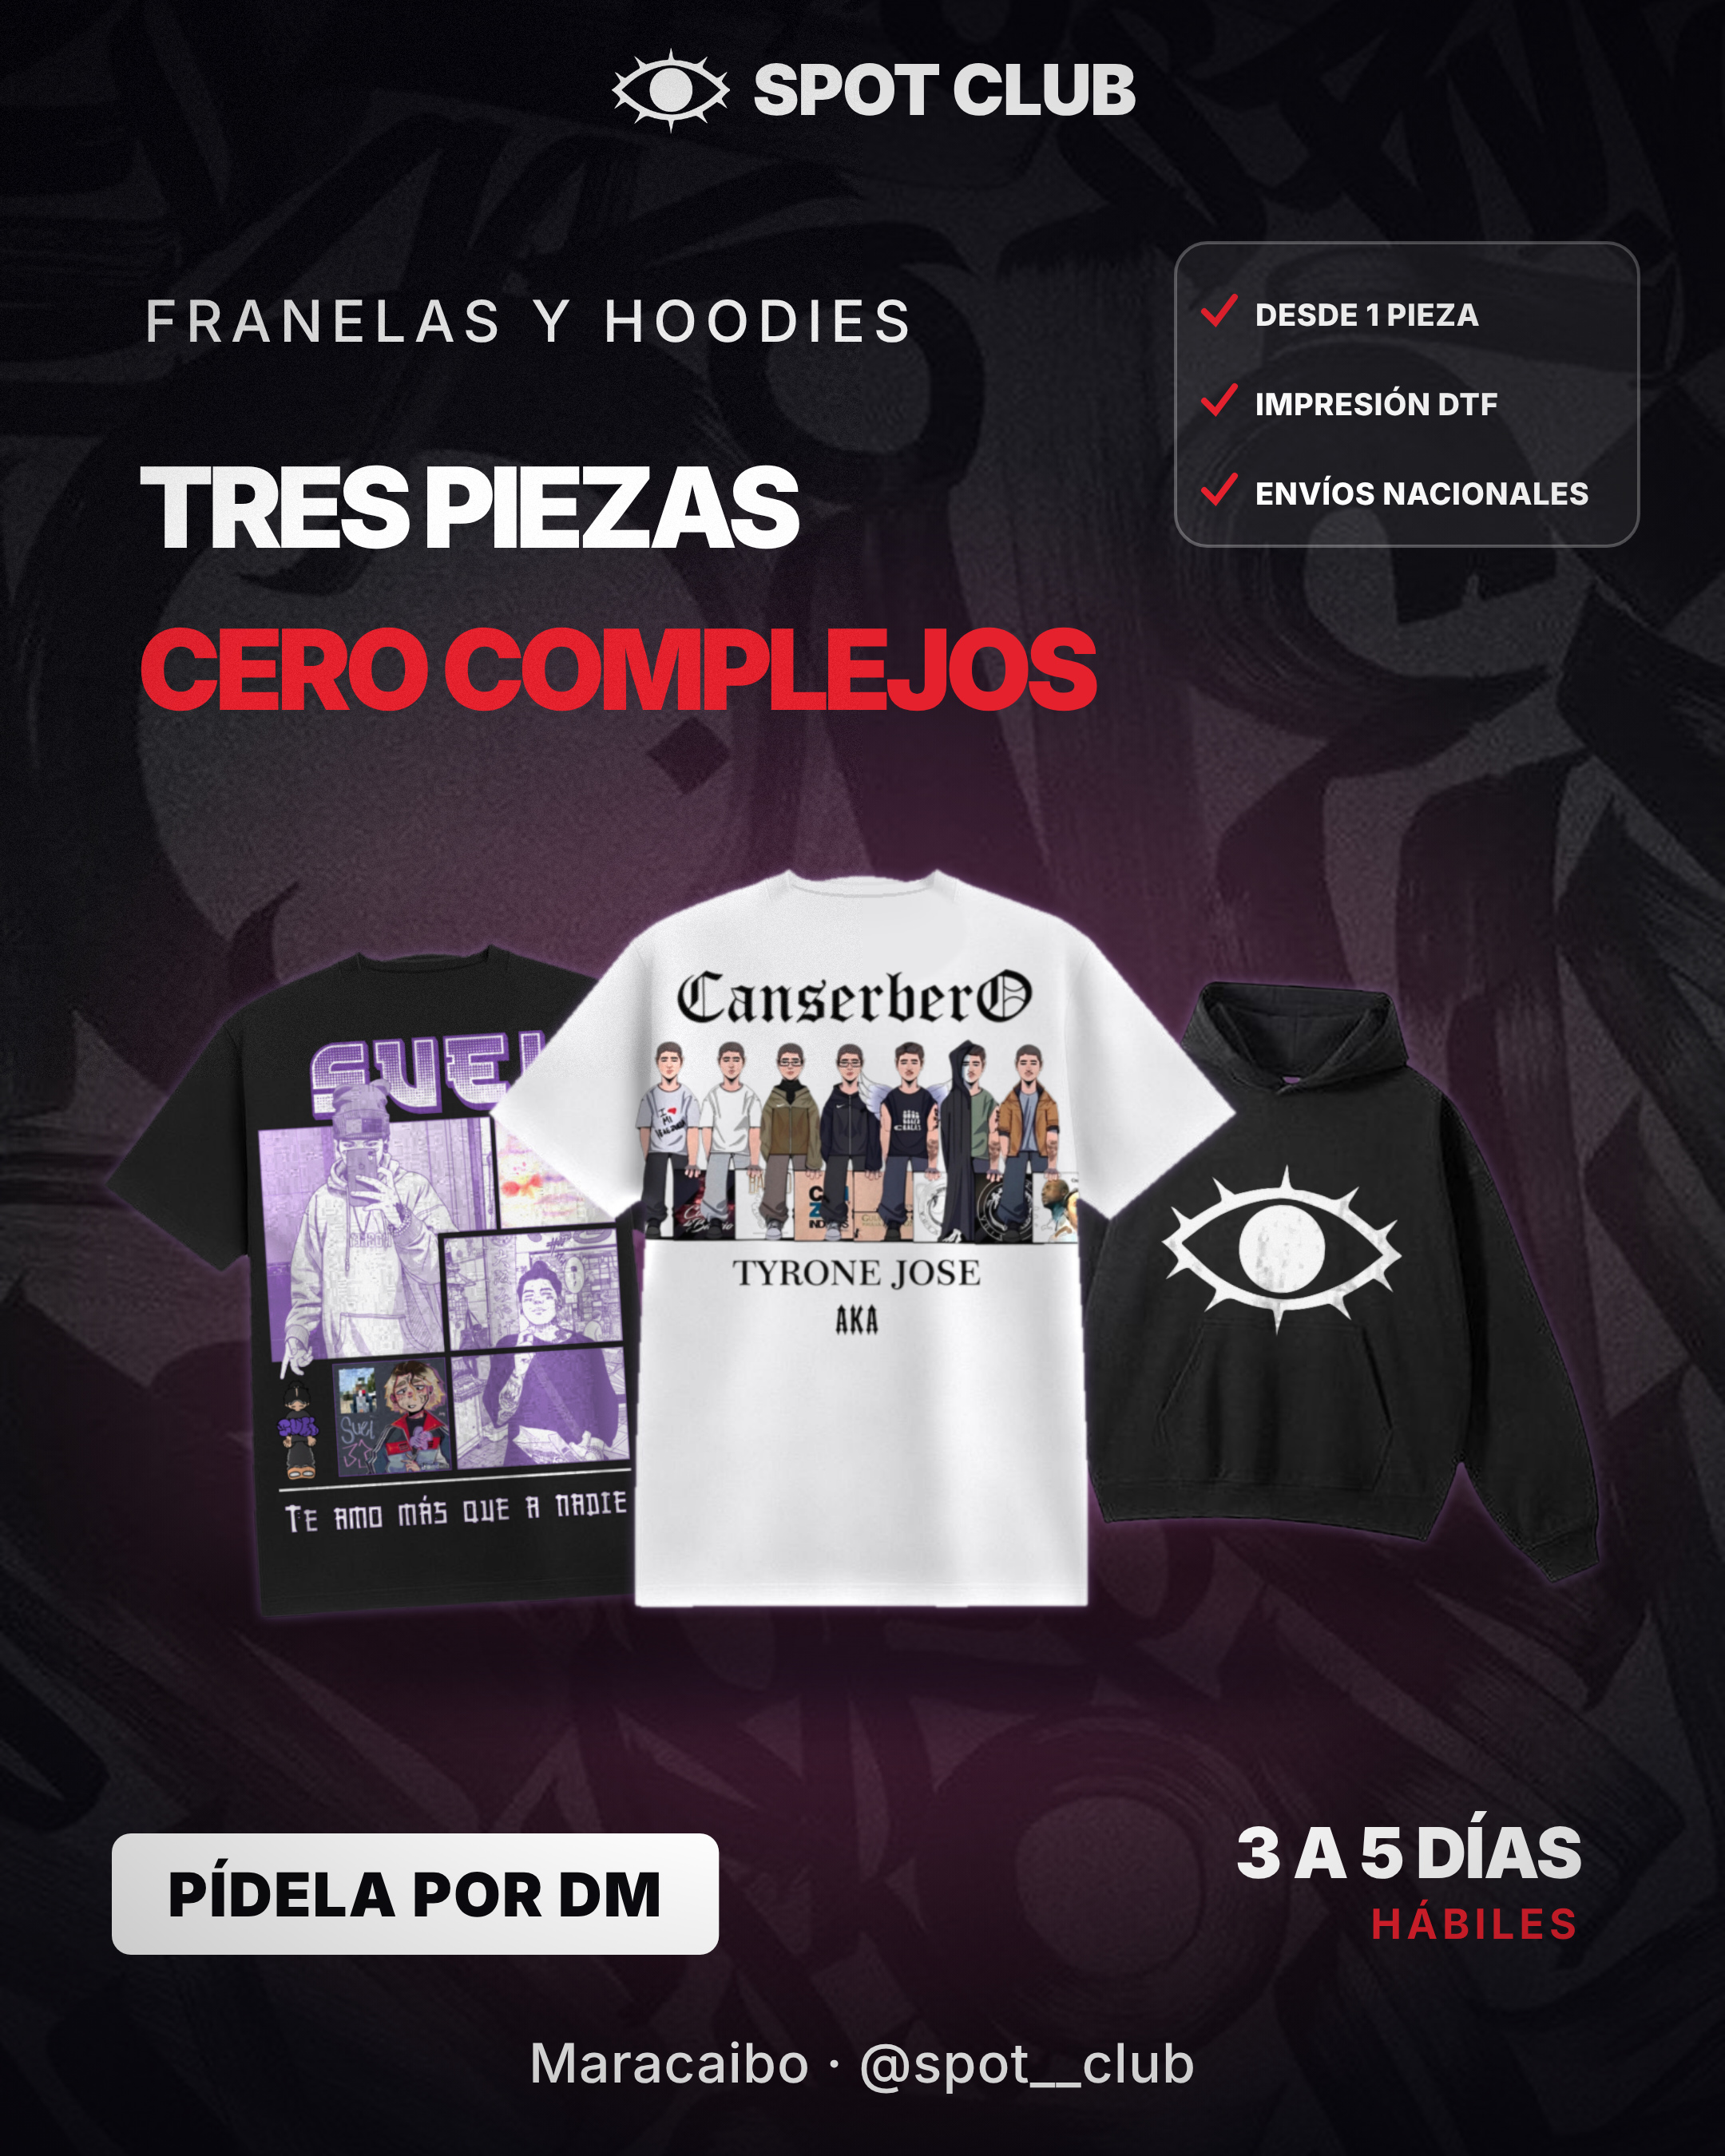 SPOT CLUB
FRANELAS Y HOODIES
DESDE 1 PIEZA
IMPRESIÓN DTF
ENVÍOS NACIONALES
TRES PIEZAS
CERO COMPLEJOS
CanserberO
TYRONE JOSE
AKA
TE AMO MÁS QUE A NADIE
Suei
PÍDELA POR DM
3 A 5 DÍAS
HÁBILES
Maracaibo · @spot__club